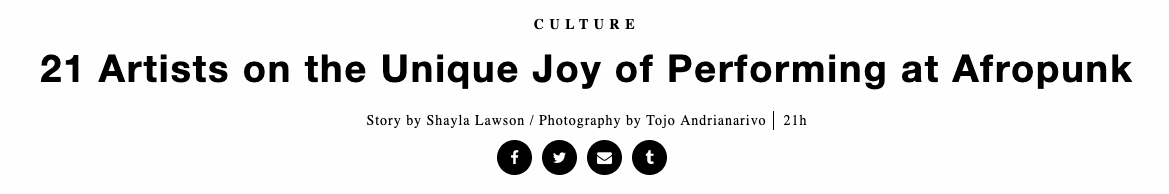 CULTURE
21 Artists on the Unique Joy of Performing at Afropunk
Story by Shayla Lawson / Photography by Tojo Andrianarivo | 21h